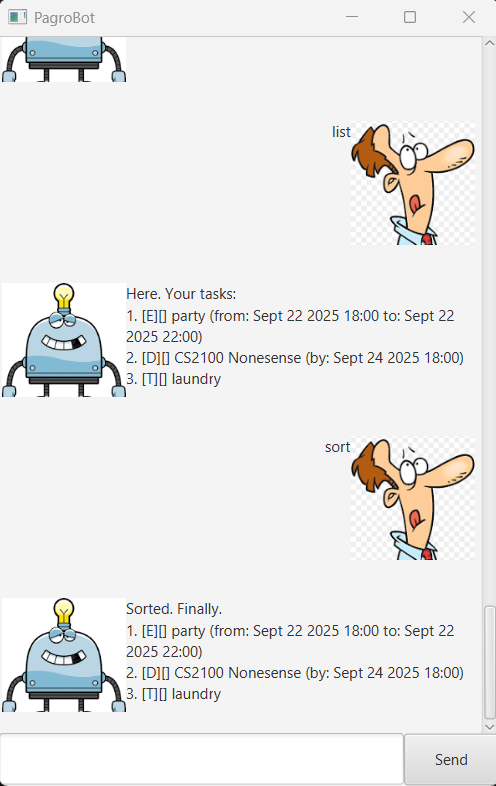 PagroBot
list
Here. Your tasks:
1. [E][] party (from: Sept 22 2025 18:00 to: Sept 22
2025 22:00)
2. [D][] CS2100 Nonesense (by: Sept 24 2025 18:00)
3. [T][] laundry
sort
Sorted. Finally.
1. [E][] party (from: Sept 22 2025 18:00 to: Sept 22
2025 22:00)
2. [D][] CS2100 Nonesense (by: Sept 24 2025 18:00)
3. [T][] laundry
Send